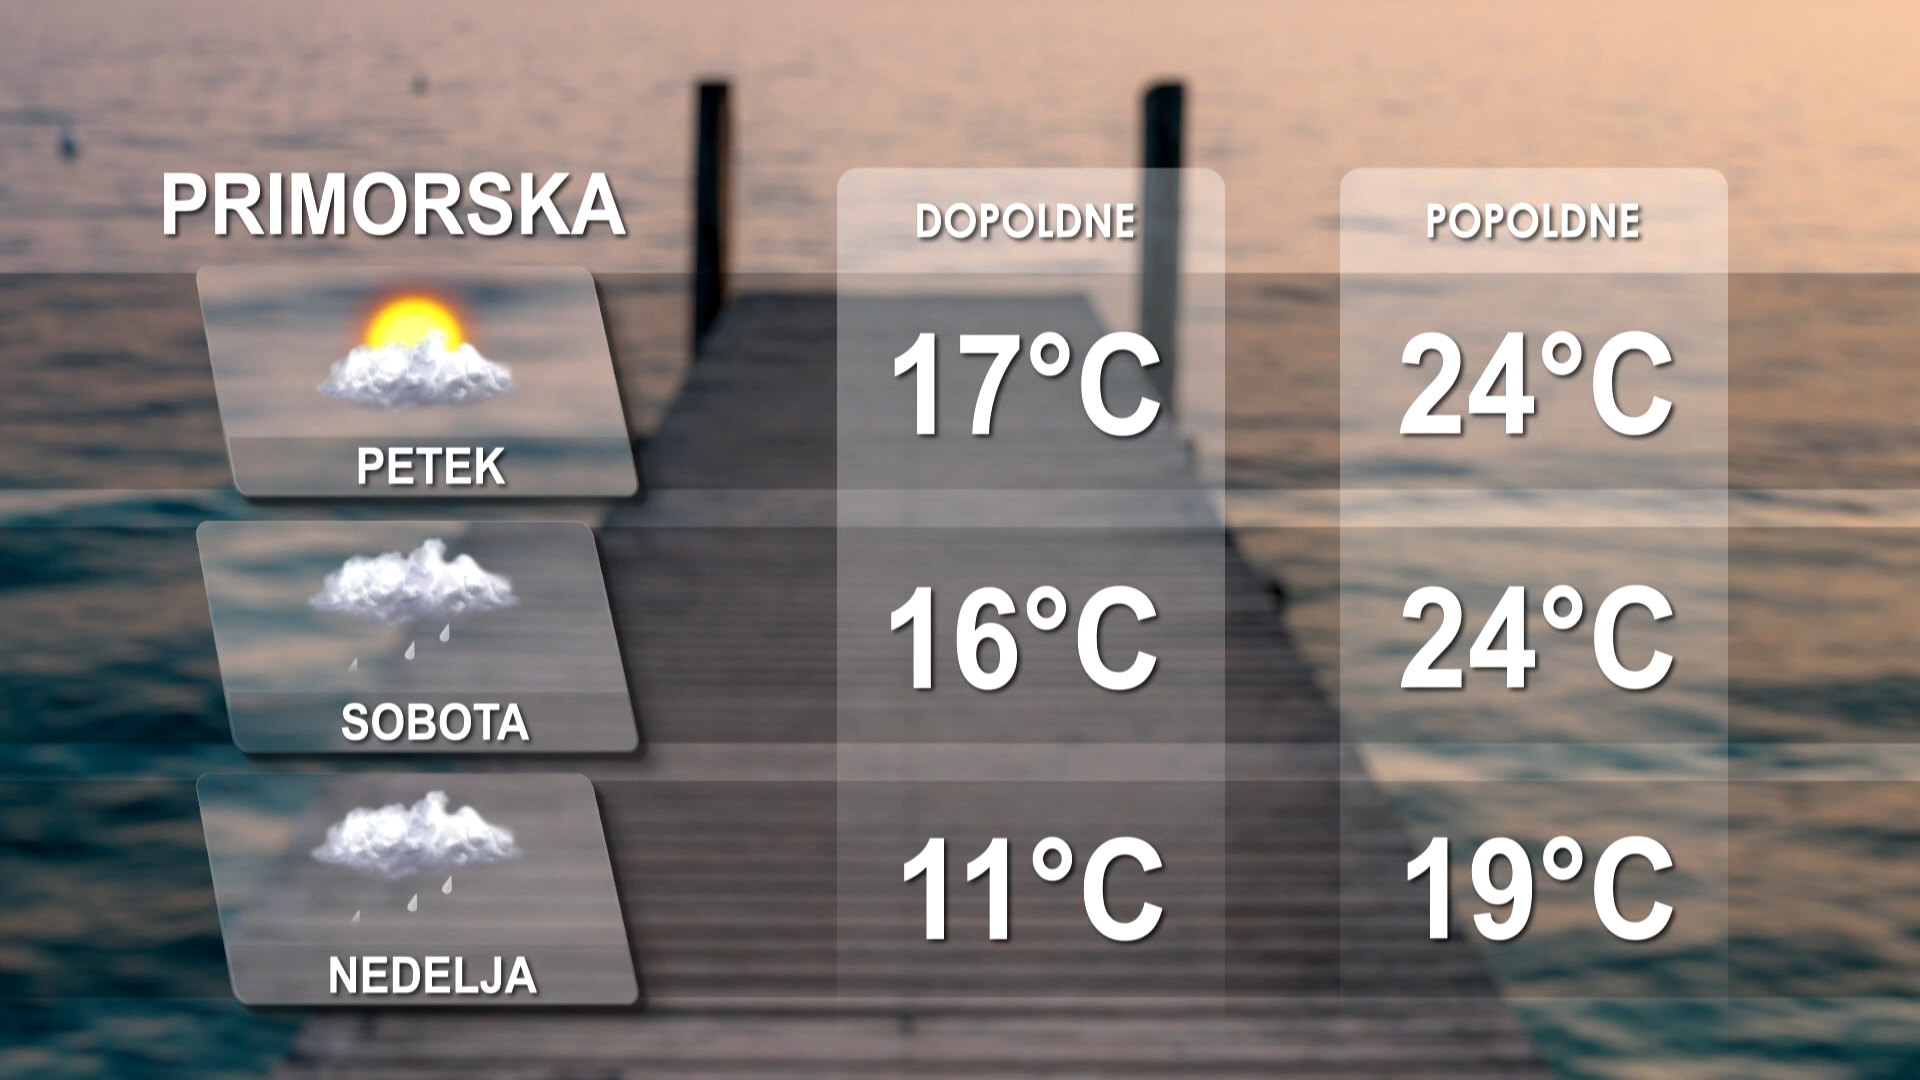 PRIMORSKA
DOPOLDNE
POPOLDNE
PETEK
17°C
24°C
SOBOTA
16°C
24°C
NEDELJA
11°C
19°C